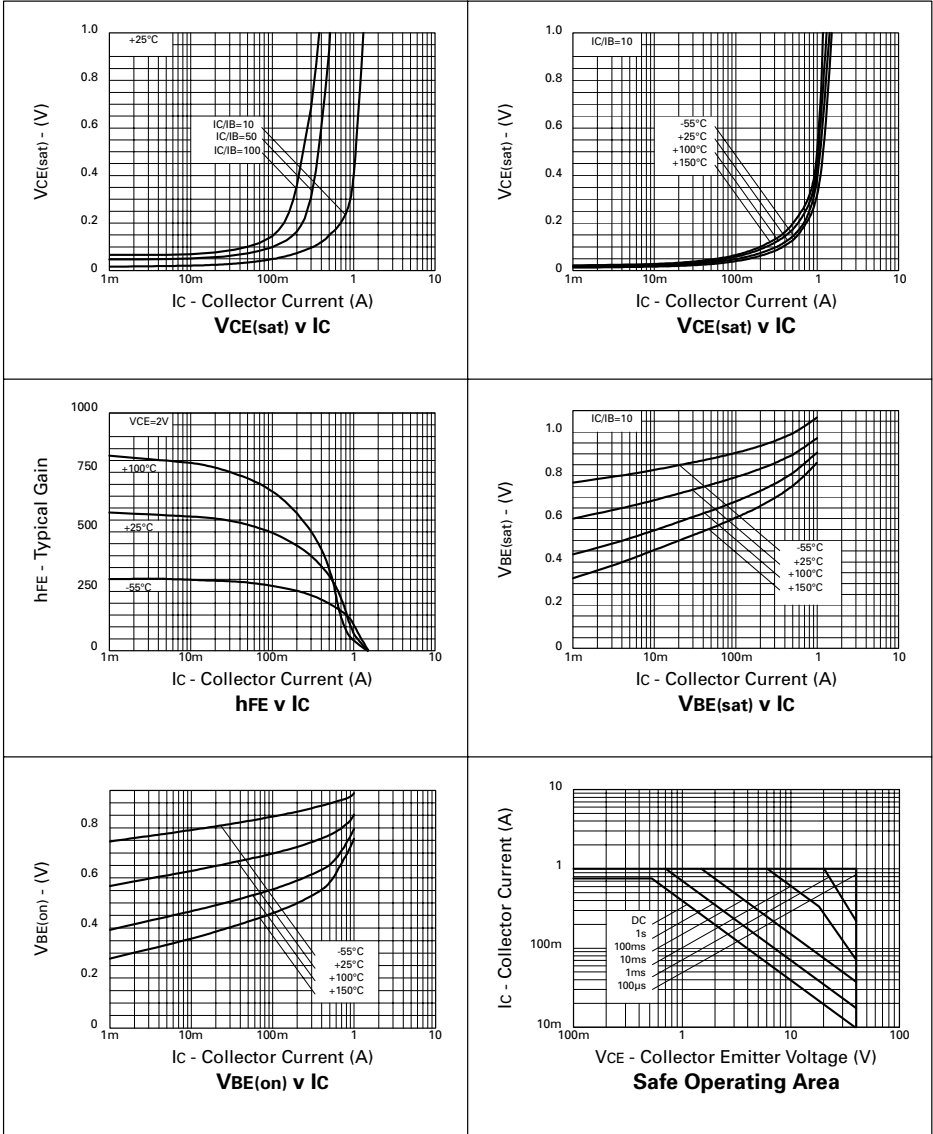 1.0
+25°C
0.8
0.6
IC/IB=10
IC/IB=50
IC/IB=100
0.4
0.2
0
VCE(sat) - (V)
1m 10m 100m 1 10
IC - Collector Current (A)
VCE(sat) v IC
1.0
IC/IB=10
0.8
0.6
-55°C
+25°C
+100°C
+150°C
0.4
0.2
0
VCE(sat) - (V)
1m 10m 100m 1 10
IC - Collector Current (A)
VCE(sat) v IC
1000
VCE=2V
750
+100°C
500
+25°C
250
-55°C
0
hFE - Typical Gain
1m 10m 100m 1 10
IC - Collector Current (A)
hFE v IC
1.0
IC/IB=10
0.8
0.6
0.4
-55°C
+25°C
+100°C
+150°C
0.2
0
VBE(sat) - (V)
1m 10m 100m 1 10
IC - Collector Current (A)
VBE(sat) v IC
0.8
0.6
0.4
-55°C
+25°C
+100°C
+150°C
0.2
0
VBE(on) - (V)
1m 10m 100m 1 10
IC - Collector Current (A)
VBE(on) v IC
10
1
DC
1s
100ms
10ms
1ms
100µs
100m
10m
IC - Collector Current (A)
100m 1 10 100
VCE - Collector Emitter Voltage (V)
Safe Operating Area